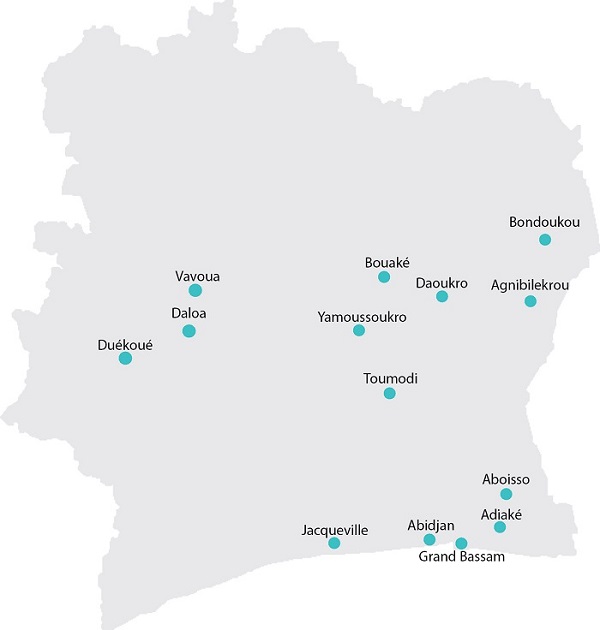 Bondoukou
Bouaké
Vavoua
Daoukro
Agnibilekrou
Daloa
Yamoussoukro
Duékoué
Toumodi
Aboisso
Adiaké
Abidjan
Jacqueville
Grand Bassam